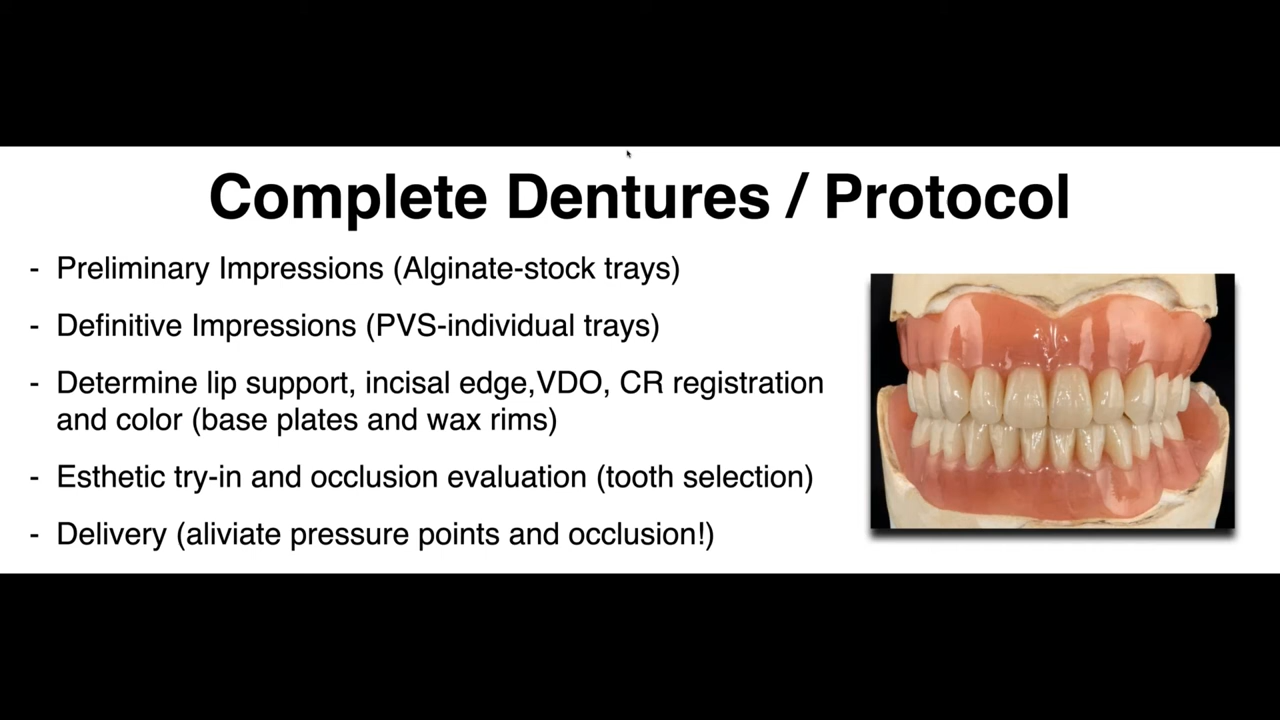 Complete Dentures / Protocol
- Preliminary Impressions (Alginate-stock trays)
- Definitive Impressions (PVS-individual trays)
- Determine lip support, incisal edge,VDO, CR registration
and color (base plates and wax rims)
- Esthetic try-in and occlusion evaluation (tooth selection)
- Delivery (aliviate pressure points and occlusion!)